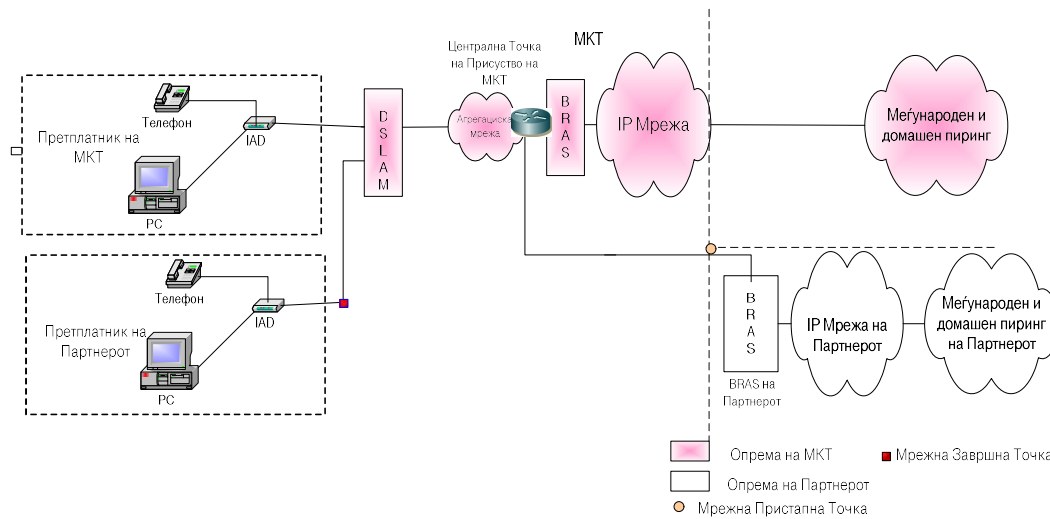 МКТ
Централна Точка
на Присуство на
МКТ
Телефон
Претплатник на
МКТ
IAD
PC
D
S
L
A
M
Агрегациска
мрежа
B
R
A
S
IP Мрежа
Меѓународен и
домашен пиринг
Телефон
Претплатник на
Партнерот
IAD
PC
B
R
A
S
BRAS на
Партнерот
IP Мрежа на
Партнерот
Меѓународен и
домашен пиринг
на Партнерот
Опрема на МКТ
Мрежна Завршна Точка
Опрема на Партнерот
Мрежна Пристапна Точка